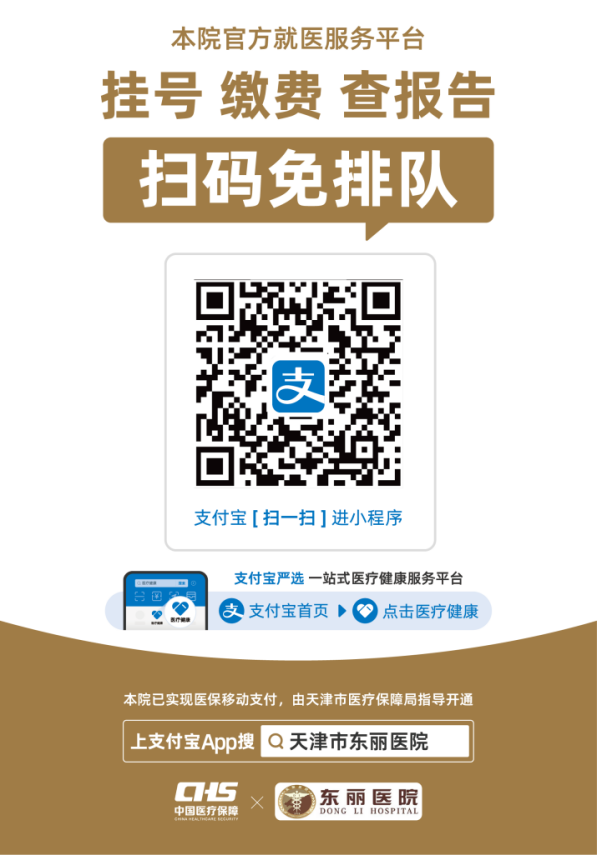 本院官方就医服务平台
挂号 缴费 查报告
扫码免排队
支
支付宝 [ 扫一扫 ] 进小程序
支付宝严选 一站式医疗健康服务平台
医疗健康
医疗健康
支 支付宝首页 点击医疗健康
本院已实现医保移动支付，由天津市医疗保障局指导开通
上支付宝App搜 天津市东丽医院
CHS
中国医疗保障
CHINA HEALTHCARE SECURITY
× 东丽医院
DONG LI HOSPITAL